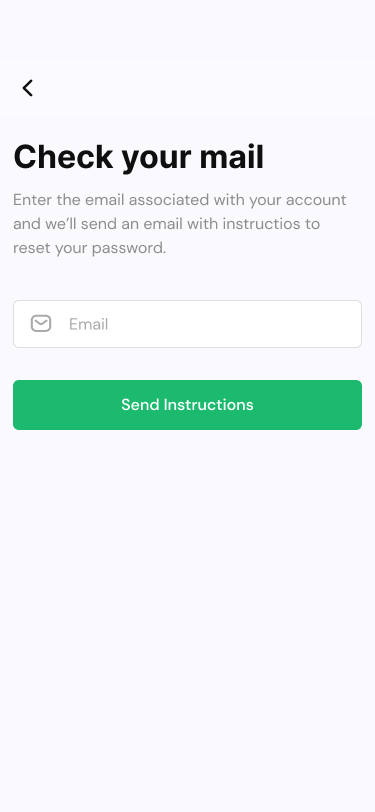 Check your mail
Enter the email associated with your account
and we’ll send an email with instructios to
reset your password.
Email
Send Instructions